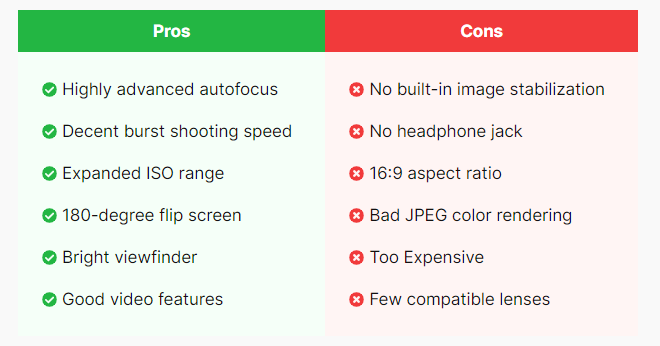 Pros
Cons
Highly advanced autofocus
Decent burst shooting speed
Expanded ISO range
180-degree flip screen
Bright viewfinder
Good video features
No built-in image stabilization
No headphone jack
16:9 aspect ratio
Bad JPEG color rendering
Too Expensive
Few compatible lenses